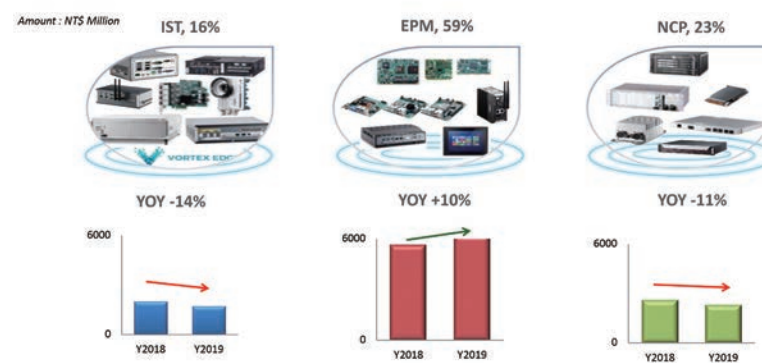 Amount : NT$ Million
IST, 16%
EPM, 59%
NCP, 23%
VORTEX EDG
YOY -14%
YOY +10%
YOY -11%
6000
0
Y2018 Y2019
6000
0
Y2018 Y2019
6000
0
Y2018 Y2019